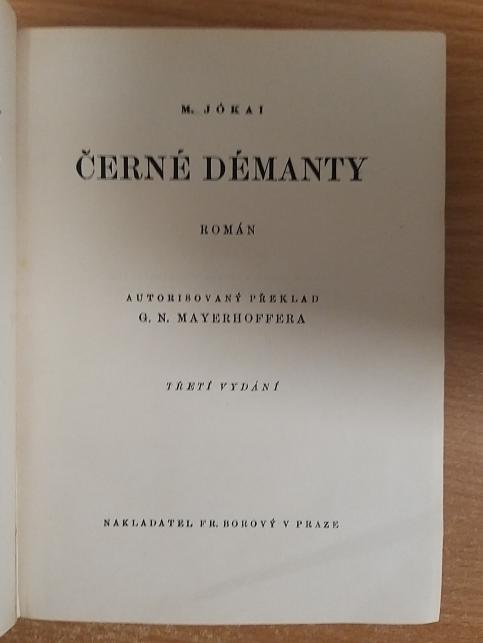 M. JÓKAI
ČERNÉ DÉMANTY
ROMÁN
AUTORISOVANÝ PŘEKLAD
G. N. MAYERHOFFERA
TŘETÍ VYDÁNÍ
NAKLADATEL FR. BOROVÝ V PRAZE